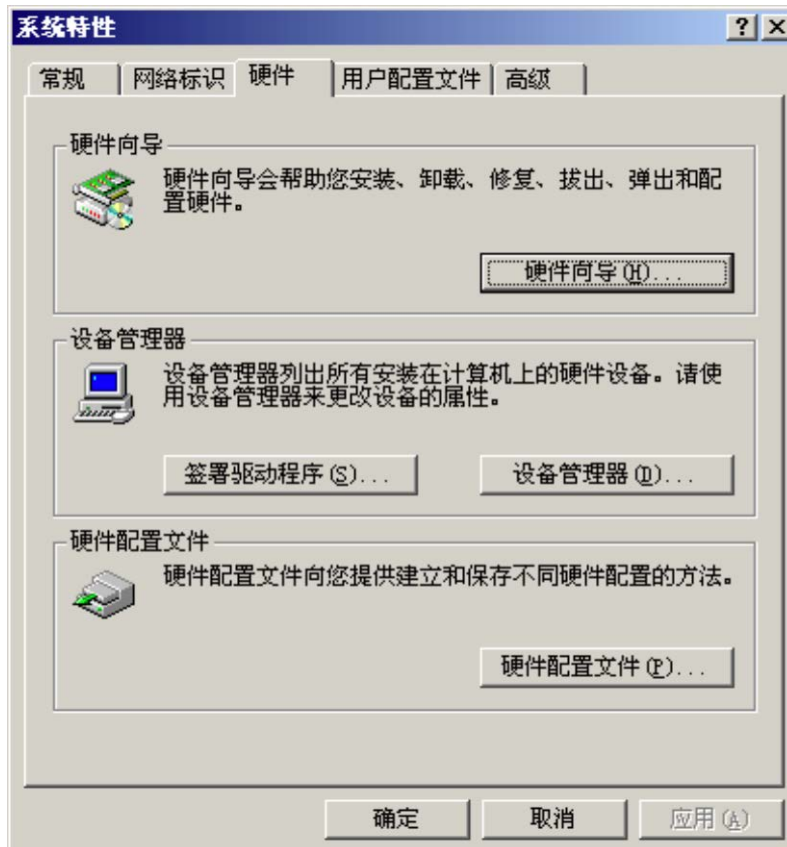 系统特性
常规 网络标识 硬件 用户配置文件 高级
硬件向导
硬件向导会帮助您安装、卸载、修复、拔出、弹出和配
置硬件。
硬件向导(H)...
设备管理器
设备管理器列出所有安装在计算机上的硬件设备。请使
用设备管理器来更改设备的属性。
签署驱动程序(S)... 设备管理器(D)...
硬件配置文件
硬件配置文件向您提供建立和保存不同硬件配置的方法。
硬件配置文件(P)...
确定 取消 应用(A)